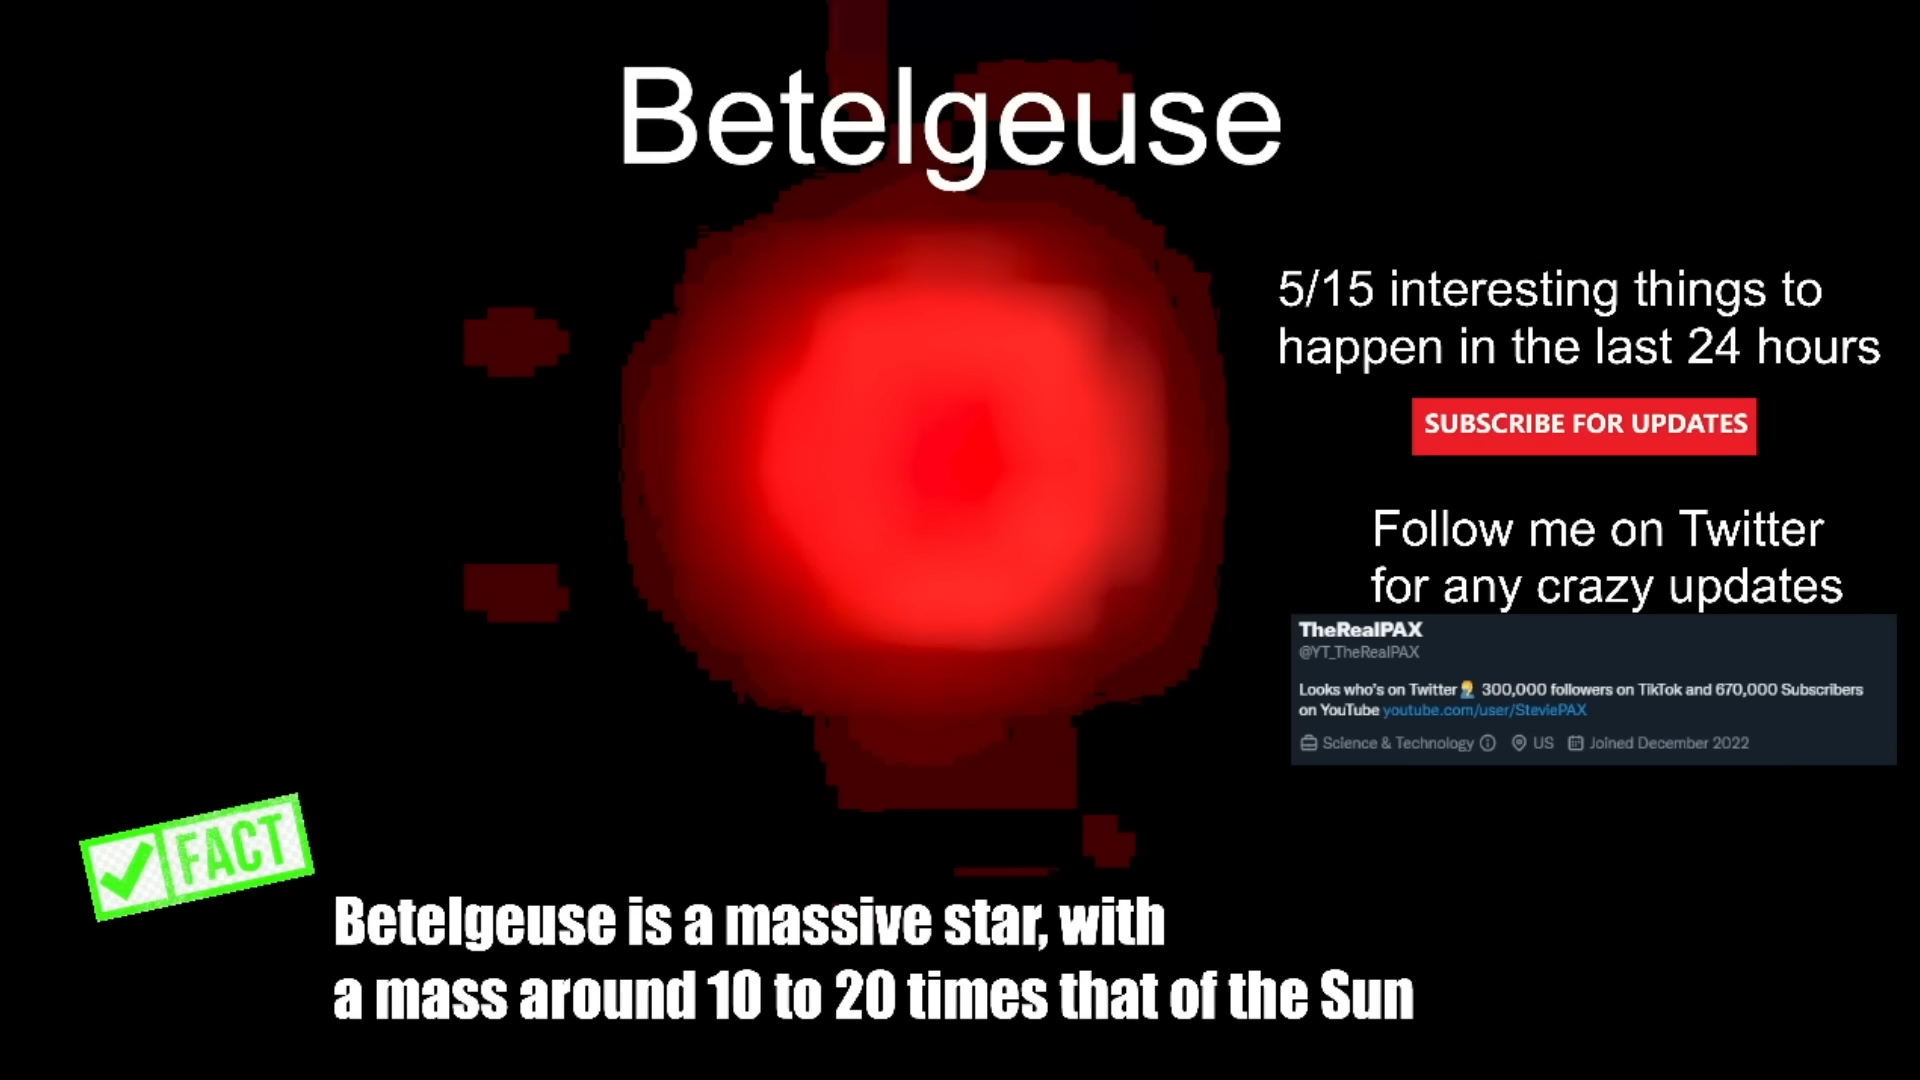 Betelgeuse
5/15 interesting things to
happen in the last 24 hours
SUBSCRIBE FOR UPDATES
Follow me on Twitter
for any crazy updates
TheRealPAX
@YT_TheRealPAX
Looks who's on Twitter🤦‍♂️ 300,000 followers on TikTok and 670,000 Subscribers
on YouTube youtube.com/user/SteviePAX
Science & Technology US Joined December 2022
FACT
Betelgeuse is a massive star, with
a mass around 10 to 20 times that of the Sun